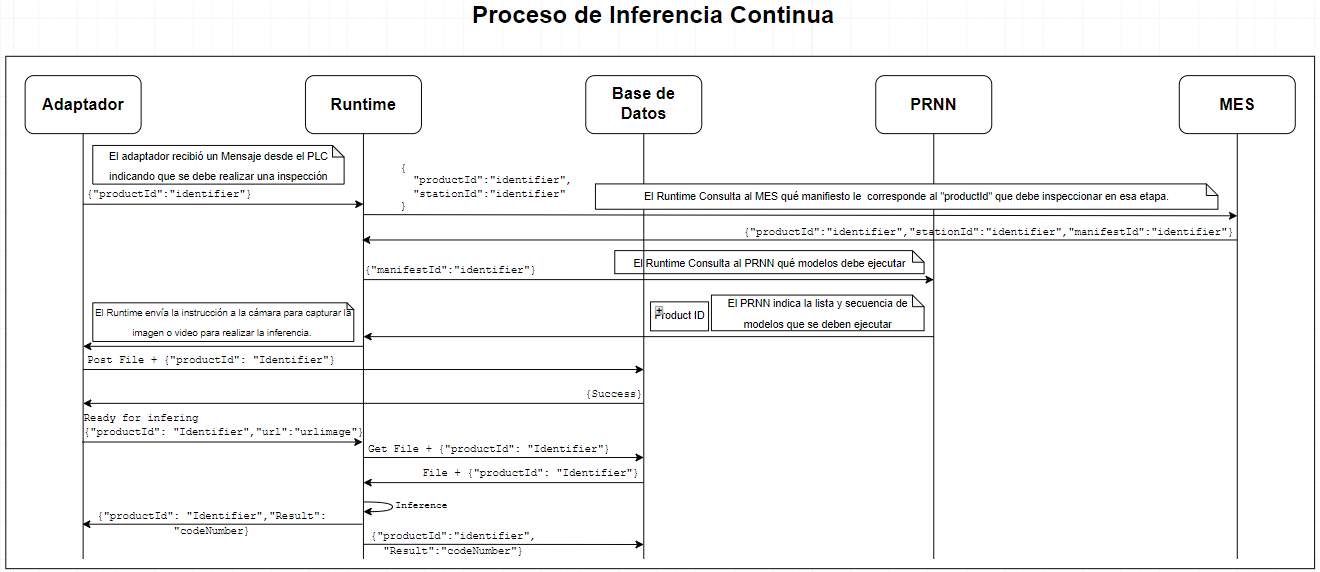 Proceso de Inferencia Continua
Adaptador
Runtime
Base de
Datos
PRNN
MES
El adaptador recibió un Mensaje desde el PLC
indicando que se debe realizar una inspección
{"productId":"identifier"}
{
"productId":"identifier",
"stationId":"identifier"
}
El Runtime Consulta al MES qué manifiesto le corresponde al "productId" que debe inspeccionar en esa etapa.
{"productId":"identifier","stationId":"identifier","manifestId":"identifier"}
El Runtime Consulta al PRNN qué modelos debe ejecutar
{"manifestId":"identifier"}
El PRNN indica la lista y secuencia de
modelos que se deben ejecutar
Product ID
El Runtime envía la instrucción a la cámara para capturar la
imagen o video para realizar la inferencia.
Post File + {"productId": "Identifier"}
{Success}
Ready for infering
{"productId": "Identifier","url":"urlimage"}
Get File + {"productId": "Identifier"}
File + {"productId": "Identifier"}
Inference
{"productId": "Identifier","Result":
"codeNumber}
{"productId":"identifier",
"Result":"codeNumber"}